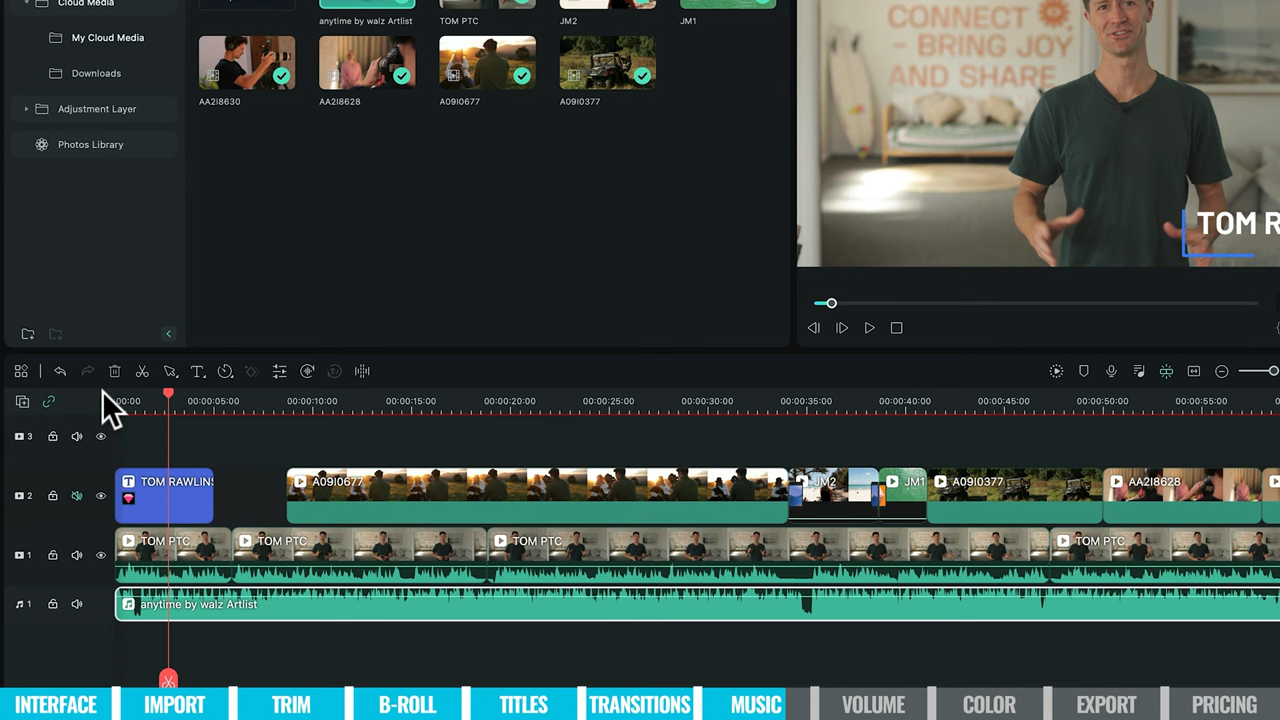 Cloud Media
My Cloud Media
Downloads
Adjustment Layer
Photos Library
anytime by walz Artlist
TOM PTC
JM2
JM1
AA2I8630
AA2I8628
A09I0677
A09I0377
CONNECT
- BRING JOY
AND SHARE
TOM R
:00:00
00:00:05:00
00:00:10:00
00:00:15:00
00:00:20:00
00:00:25:00
00:00:30:00
00:00:35:00
00:00:40:00
00:00:45:00
00:00:50:00
00:00:55:00
3
2
TOM RAWLINS
A09I0677
JM2
JM1
A09I0377
AA2I8628
1
TOM PTC
TOM PTC
TOM PTC
TOM PTC
1
anytime by walz Artlist
INTERFACE
IMPORT
TRIM
B-ROLL
TITLES
TRANSITIONS
MUSIC
VOLUME
COLOR
EXPORT
PRICING